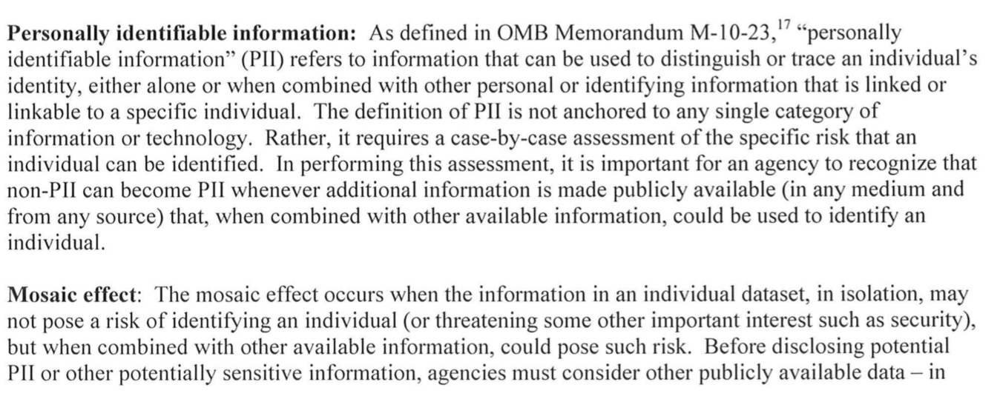 Personally identifiable information:  As defined in OMB Memorandum M-10-23,17 “personally
identifiable information” (PII) refers to information that can be used to distinguish or trace an individual’s
identity, either alone or when combined with other personal or identifying information that is linked or
linkable to a specific individual.  The definition of PII is not anchored to any single category of
information or technology.  Rather, it requires a case-by-case assessment of the specific risk that an
individual can be identified.  In performing this assessment, it is important for an agency to recognize that
non-PII can become PII whenever additional information is made publicly available (in any medium and
from any source) that, when combined with other available information, could be used to identify an
individual.
Mosaic effect:  The mosaic effect occurs when the information in an individual dataset, in isolation, may
not pose a risk of identifying an individual (or threatening some other important interest such as security),
but when combined with other available information, could pose such risk.  Before disclosing potential
PII or other potentially sensitive information, agencies must consider other publicly available data – in